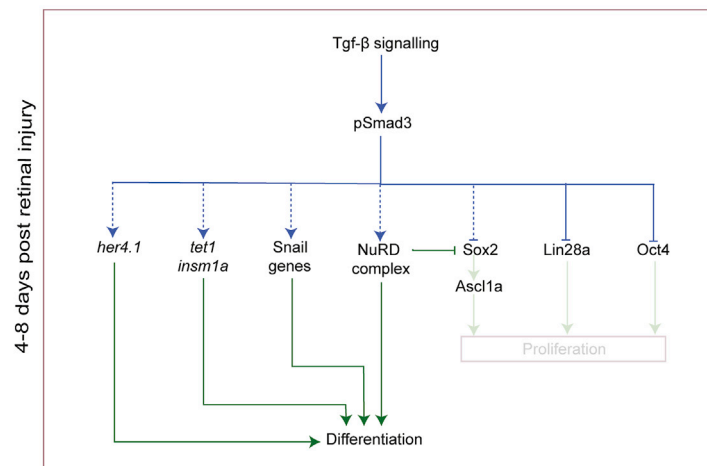 4-8 days post retinal injury
Tgf-β signalling
pSmad3
her4.1
tet1
insm1a
Snail
genes
NuRD
complex
Sox2
Lin28a
Oct4
Ascl1a
Proliferation
Differentiation